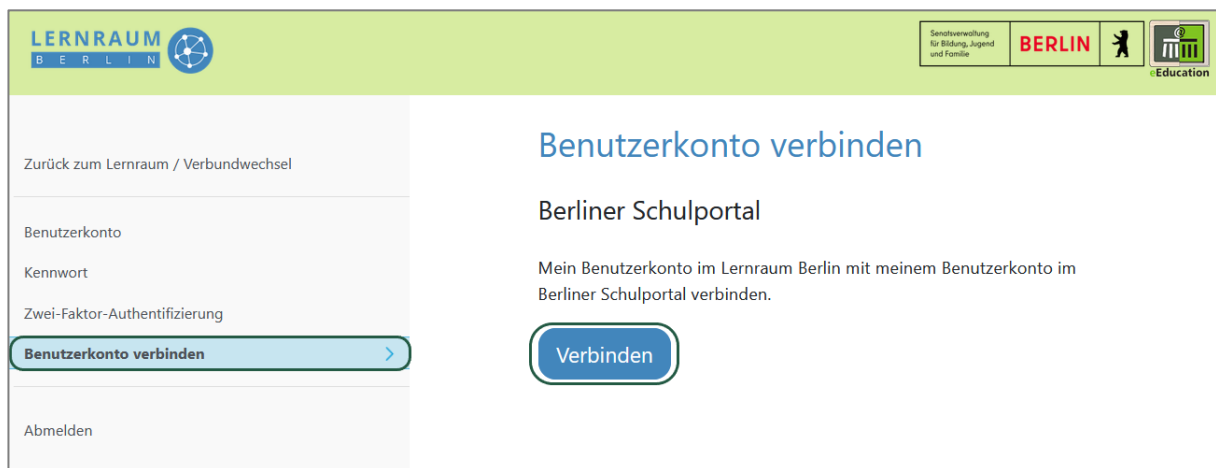 LERNRAUM
BERLIN
Senatsverwaltung
für Bildung, Jugend
und Familie
BERLIN
eEducation
Zurück zum Lernraum / Verbundwechsel
Benutzerkonto
Kennwort
Zwei-Faktor-Authentifizierung
Benutzerkonto verbinden
Abmelden
Benutzerkonto verbinden
Berliner Schulportal
Mein Benutzerkonto im Lernraum Berlin mit meinem Benutzerkonto im
Berliner Schulportal verbinden.
Verbinden